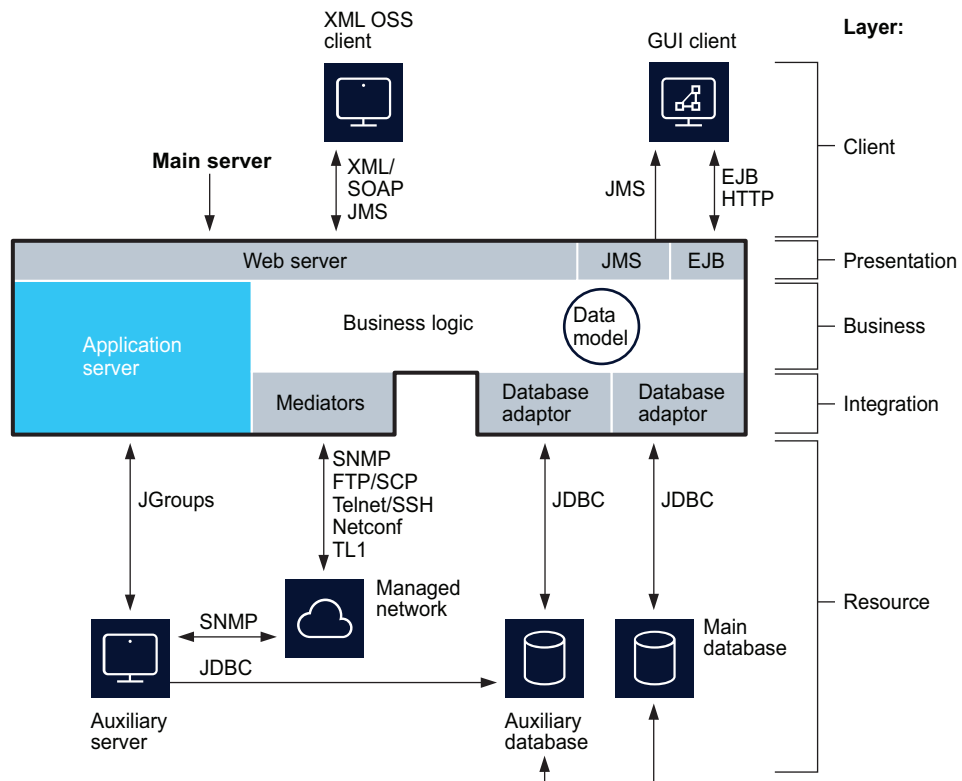 XML OSS
client
GUI client
Layer:
Main server
XML/
SOAP
JMS
JMS
EJB
HTTP
Client
Web server
JMS
EJB
Presentation
Application
server
Business logic
Data
model
Business
Mediators
Database
adaptor
Database
adaptor
Integration
JGroups
SNMP
FTP/SCP
Telnet/SSH
Netconf
TL1
JDBC
JDBC
Managed
network
Resource
SNMP
JDBC
Main
database
Auxiliary
server
Auxiliary
database